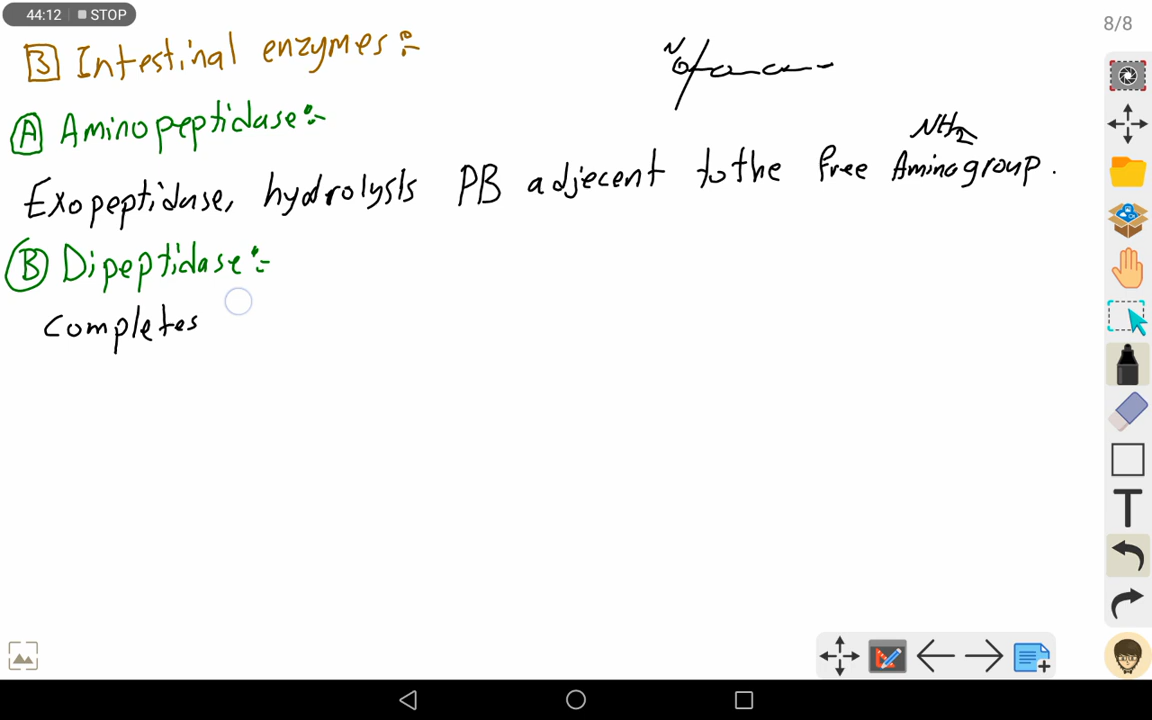 44:12 STOP
8/8
3 Intestinal enzymes:-
N
A Aminopeptidase:-
NH2
Exopeptidase, hydrolysis PB adjecent to the free Amino group.
B Dipeptidase:-
Completes
T